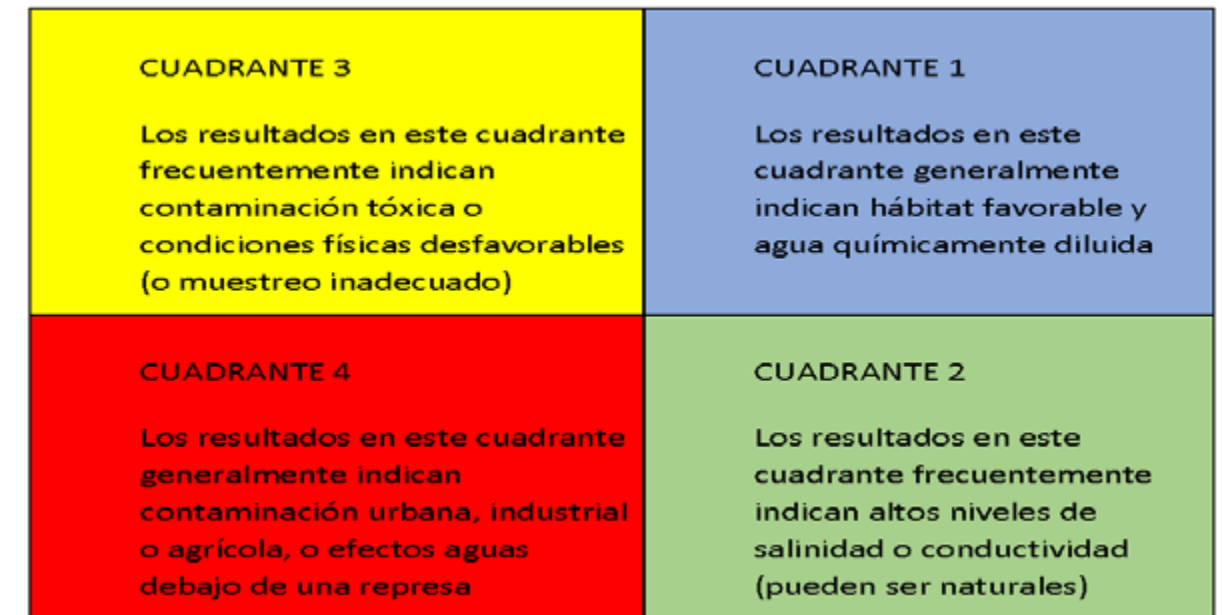 CUADRANTE 3
Los resultados en este cuadrante
frecuentemente indican
contaminación tóxica o
condiciones físicas desfavorables
(o muestreo inadecuado)
CUADRANTE 1
Los resultados en este
cuadrante generalmente
indican hábitat favorable y
agua químicamente diluida
CUADRANTE 4
Los resultados en este cuadrante
generalmente indican
contaminación urbana, industrial
o agrícola, o efectos aguas
debajo de una represa
CUADRANTE 2
Los resultados en este
cuadrante frecuentemente
indican altos niveles de
salinidad o conductividad
(pueden ser naturales)